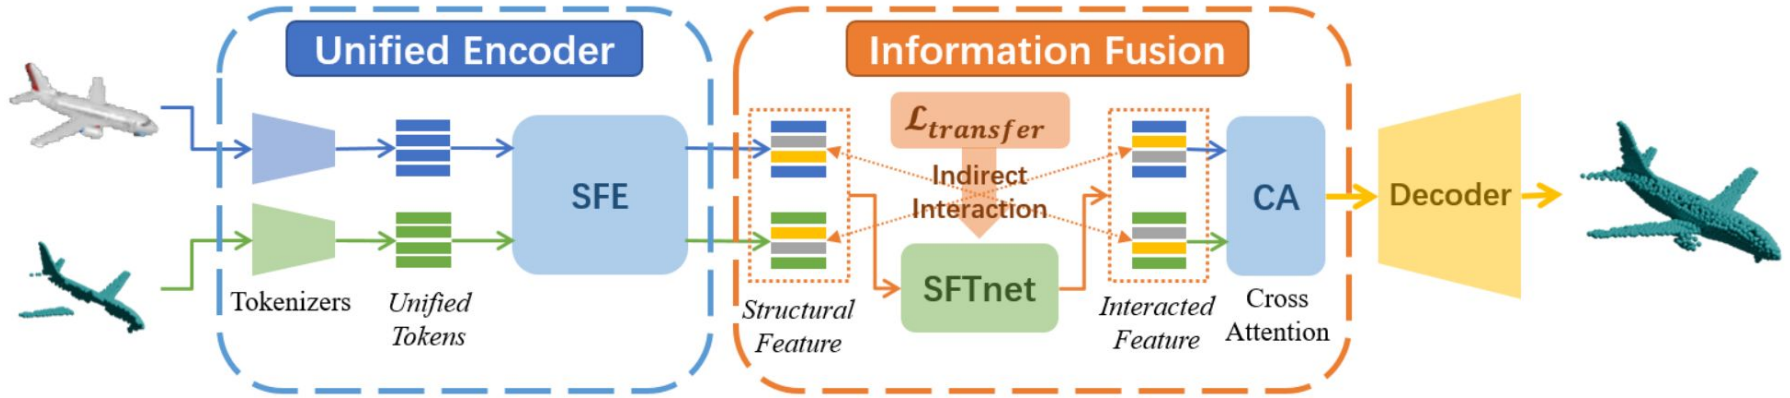 Unified Encoder
Information Fusion
ℒtransfer
Indirect
Interaction
SFE
CA
Decoder
SFTnet
Tokenizers
Unified
Tokens
Structural
Feature
Interacted
Feature
Cross
Attention